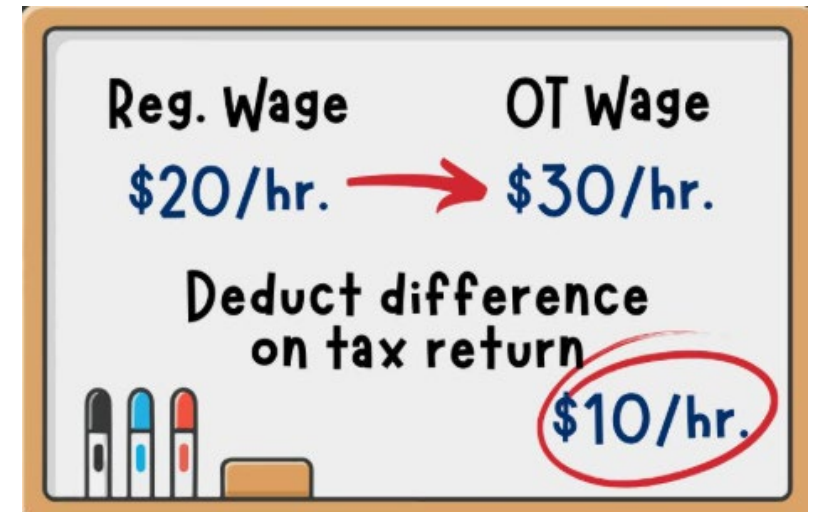 Reg. Wage OT Wage
$20/hr. $30/hr.
Deduct difference
on tax return
$10/hr.